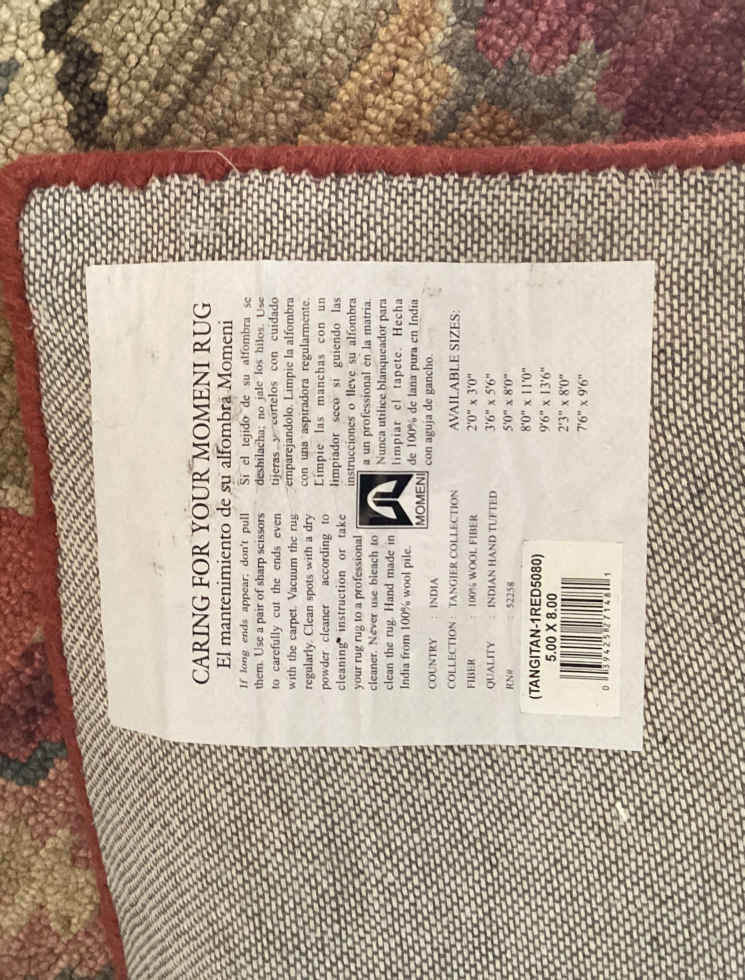 CARING FOR YOUR MOMENI RUG
El mantenimiento de su alfombra Momeni
If long ends appear; don't pull
them. Use a pair of sharp scissors
to carefully cut the ends even
with the carpet. Vacuum the rug
regularly. Clean spots with a dry
powder cleaner according to
cleaning instruction or take
your rug rug to a professional
cleaner. Never use bleach to
clean the rug. Hand made in
India from 100% wool pile.
Si el tejido de su alfombra se
deshilacha; no jale los hilos. Use
tijeras y córtelos con cuidado
emparejandolo. Limpie la alfombra
con una aspiradora regularmente.
Limpie las manchas con un
limpiador seco si guiendo las
instrucciones o lleve su alfombra
a un professional en la matria.
Nunca utilice blanqueador para
limpiar el tapete. Hecha
de 100% de lana pura en India
con aguja de gancho.
MOMENI
COUNTRY : INDIA
COLLECTION : TANGIER COLLECTION
FIBER : 100% WOOL FIBER
QUALITY : INDIAN HAND TUFTED
RN# : 52258
AVAILABLE SIZES:
2'0" x 3'0"
3'6" x 5'6"
5'0" x 8'0"
8'0" x 11'0"
9'6" x 13'6"
2'3" x 8'0"
7'6" x 9'6"
(TANGITAN-1RED5080)
5.00 X 8.00